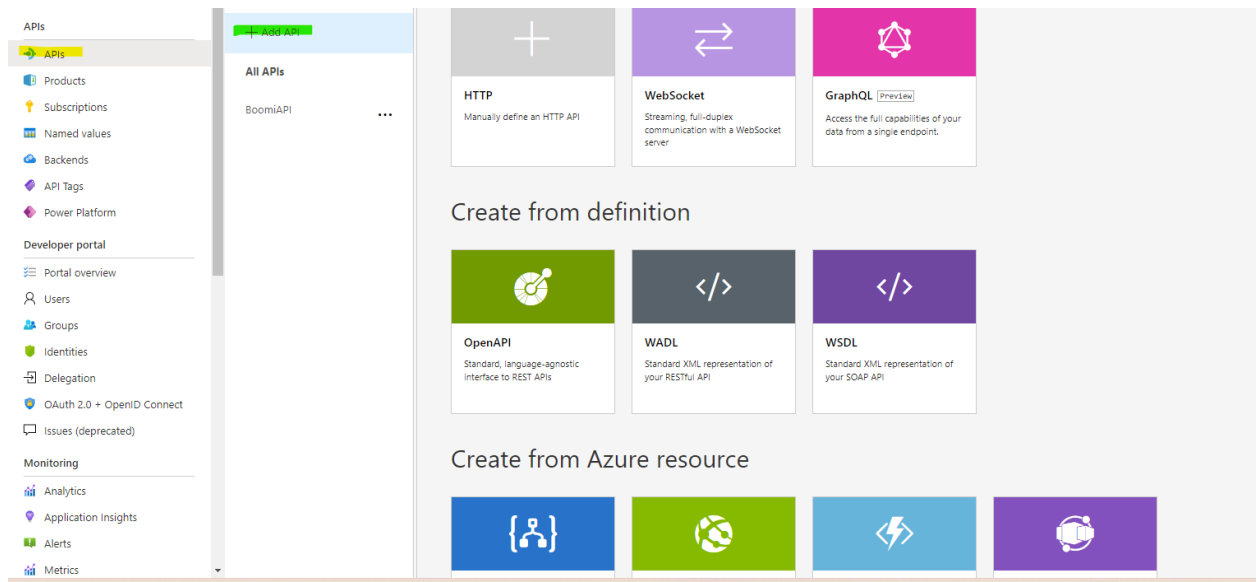 APIs
APIs
Products
Subscriptions
Named values
Backends
API Tags
Power Platform
Developer portal
Portal overview
Users
Groups
Identities
Delegation
OAuth 2.0 + OpenID Connect
Issues (deprecated)
Monitoring
Analytics
Application Insights
Alerts
Metrics
+ Add API
All APIs
BoomiAPI
...
HTTP
Manually define an HTTP API
WebSocket
Streaming, full-duplex
communication with a WebSocket
server
GraphQL Preview
Access the full capabilities of your
data from a single endpoint.
Create from definition
OpenAPI
Standard, language-agnostic
interface to REST APIs
WADL
Standard XML representation of
your RESTful API
WSDL
Standard XML representation of
your SOAP API
Create from Azure resource